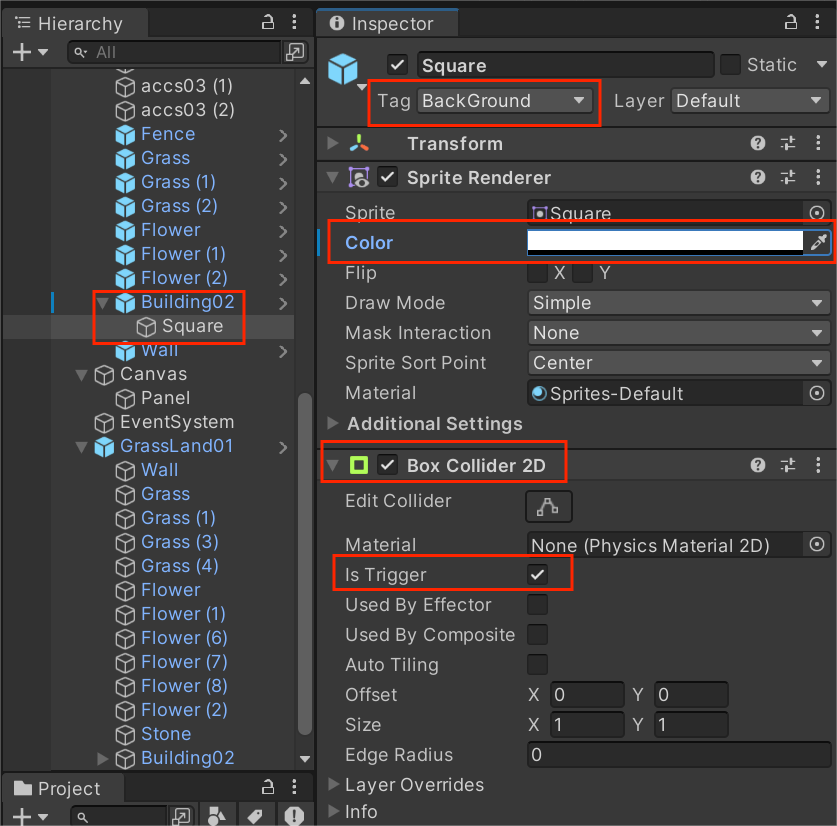 Hierarchy
All
accs03 (1)
accs03 (2)
Fence
Grass
Grass (1)
Grass (2)
Flower
Flower (1)
Flower (2)
Building02
Square
Wall
Canvas
Panel
EventSystem
GrassLand01
Wall
Grass
Grass (1)
Grass (3)
Grass (4)
Flower
Flower (1)
Flower (6)
Flower (7)
Flower (8)
Flower (2)
Stone
Building02
Project
Inspector
Square Static
Tag BackGround Layer Default
Transform
Sprite Renderer
Sprite Square
Color
Flip X Y
Draw Mode Simple
Mask Interaction None
Sprite Sort Point Center
Material Sprites-Default
Additional Settings
Box Collider 2D
Edit Collider
Material None (Physics Material 2D)
Is Trigger
Used By Effector
Used By Composite
Auto Tiling
Offset X 0 Y 0
Size X 1 Y 1
Edge Radius 0
Layer Overrides
Info